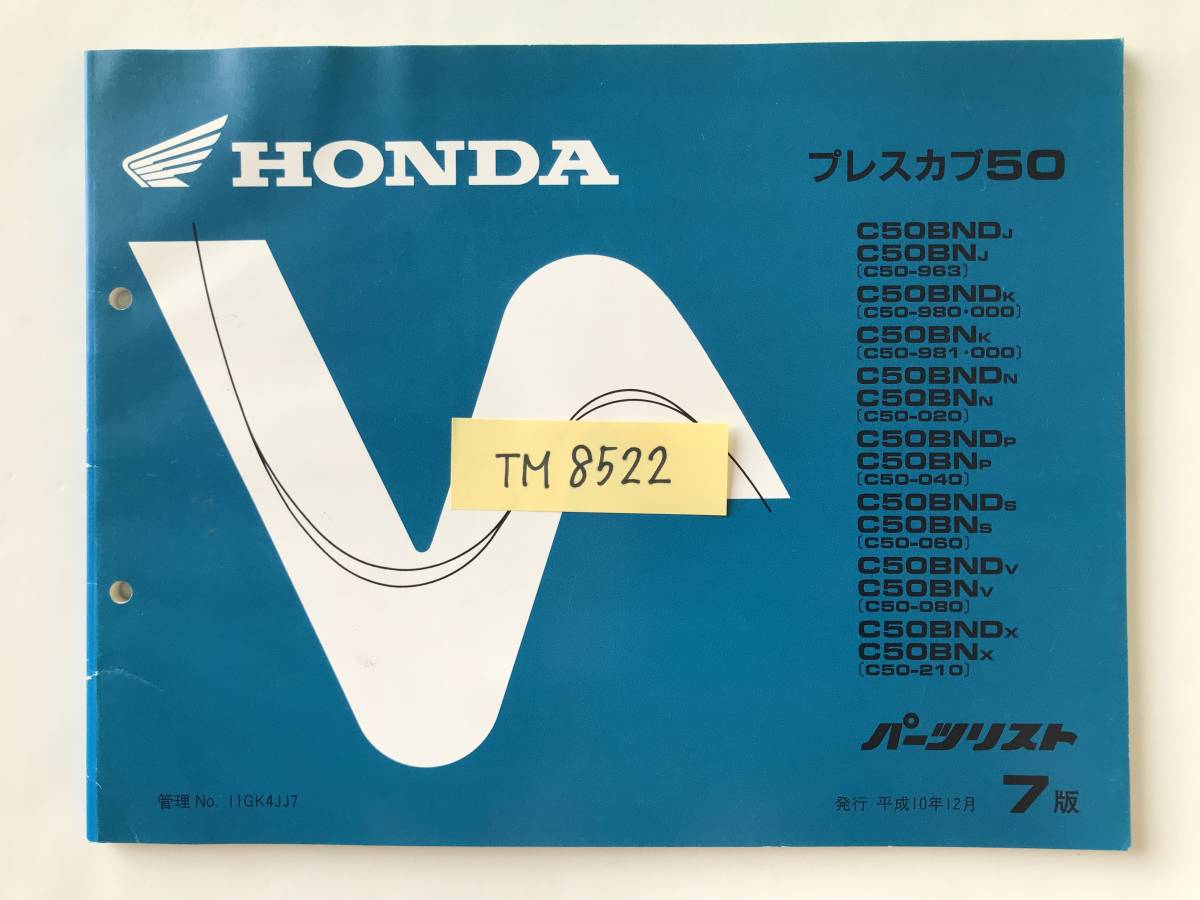 HONDA
プレスカブ50
C50BNDJ
C50BNJ
〔C50-963〕
C50BNDK
〔C50-980・000〕
C50BNK
〔C50-981・000〕
C50BNDN
C50BNN
〔C50-020〕
C50BNDP
C50BNP
〔C50-040〕
C50BNDS
C50BNS
〔C50-060〕
C50BNDV
C50BNV
〔C50-080〕
C50BNDX
C50BNX
〔C50-210〕
TM 8522
パーツリスト
管理 No. 11GK4JJ7
発行 平成10年12月 7版